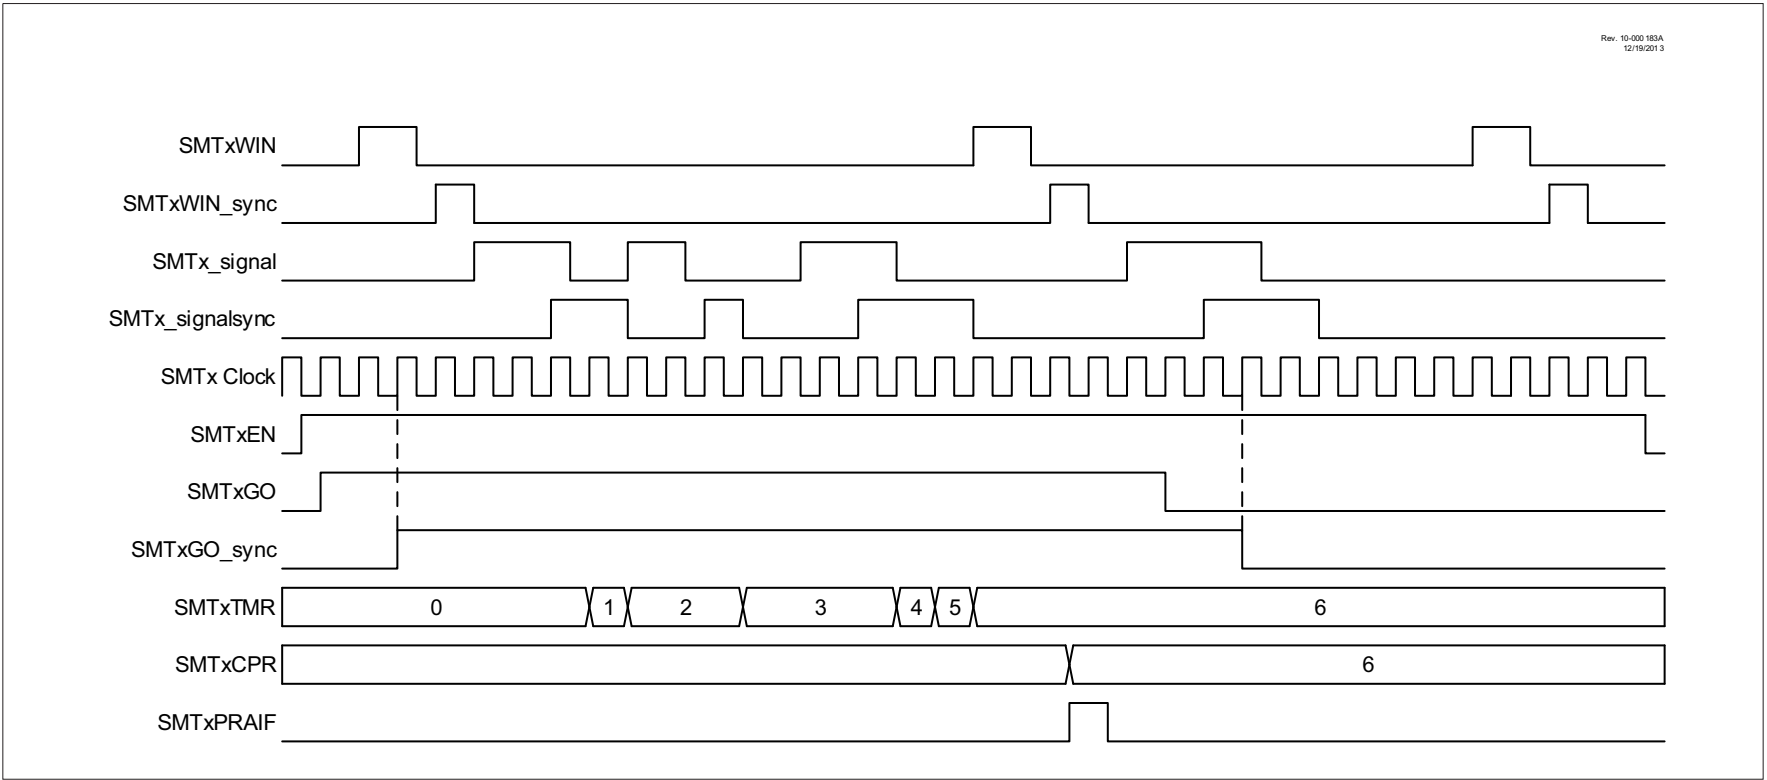 Rev. 10-000 183A
12/19/201 3
SMTxWIN
SMTxWIN_sync
SMTx_signal
SMTx_signalsync
SMTx Clock
SMTxEN
SMTxGO
SMTxGO_sync
SMTxTMR 0 1 2 3 4 5 6
SMTxCPR 6
SMTxPRAIF